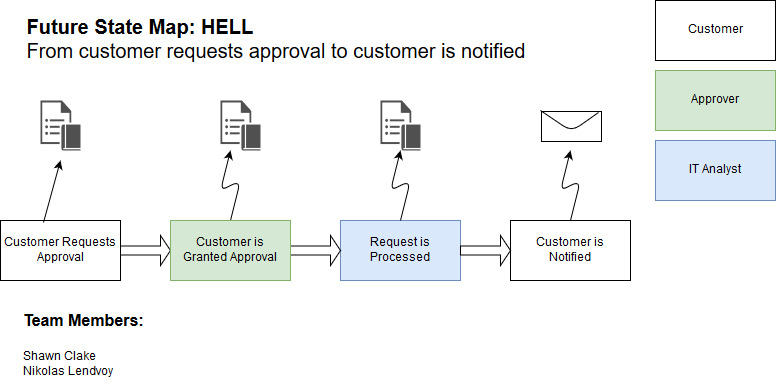 Future State Map: HELL
From customer requests approval to customer is notified
Customer
Approver
IT Analyst
Customer Requests
Approval
Customer is
Granted Approval
Request is
Processed
Customer is
Notified
Team Members:
Shawn Clake
Nikolas Lendvoy